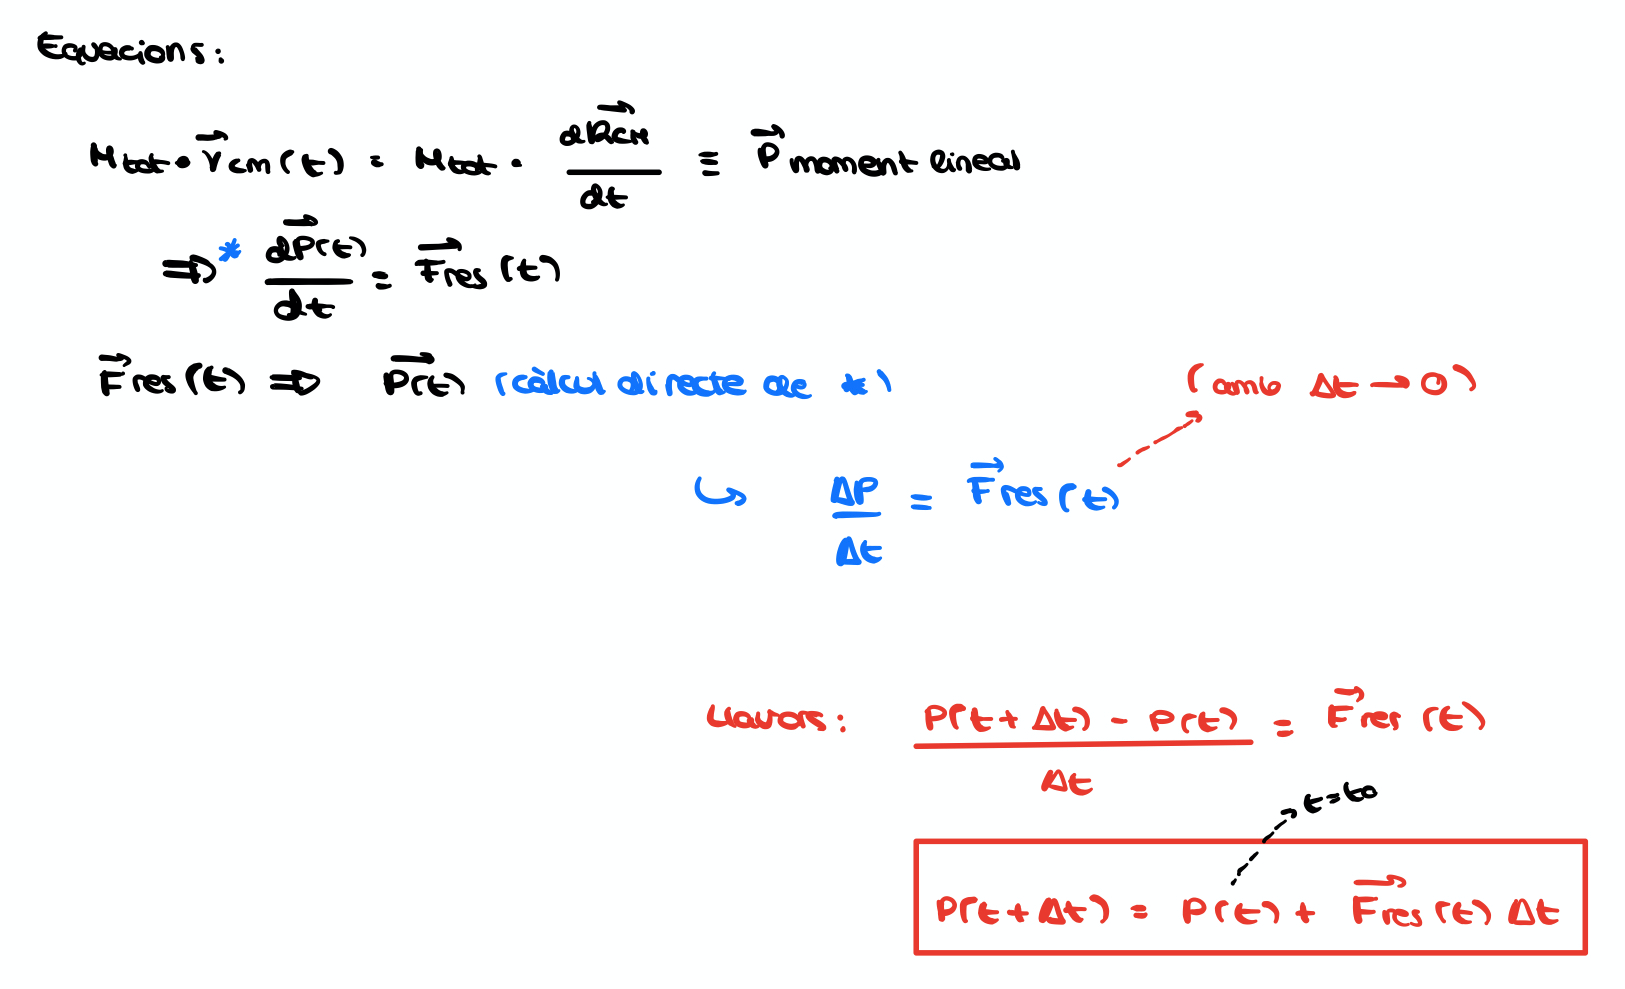 Equacions:
Mtot • v⃗cm(t) = Mtot • dR⃗cm/dt ≡ P⃗ moment lineal
⇒* dP⃗(t)/dt = F⃗res(t)
F⃗res(t) ⇒ P⃗(t) (càlcul directe de *)
(amb Δt → 0)
↪ ΔP/Δt = F⃗res(t)
Llavors: (P(t + Δt) - P(t))/Δt = F⃗res(t)
t=to
P(t + Δt) = P(t) + F⃗res(t) Δt